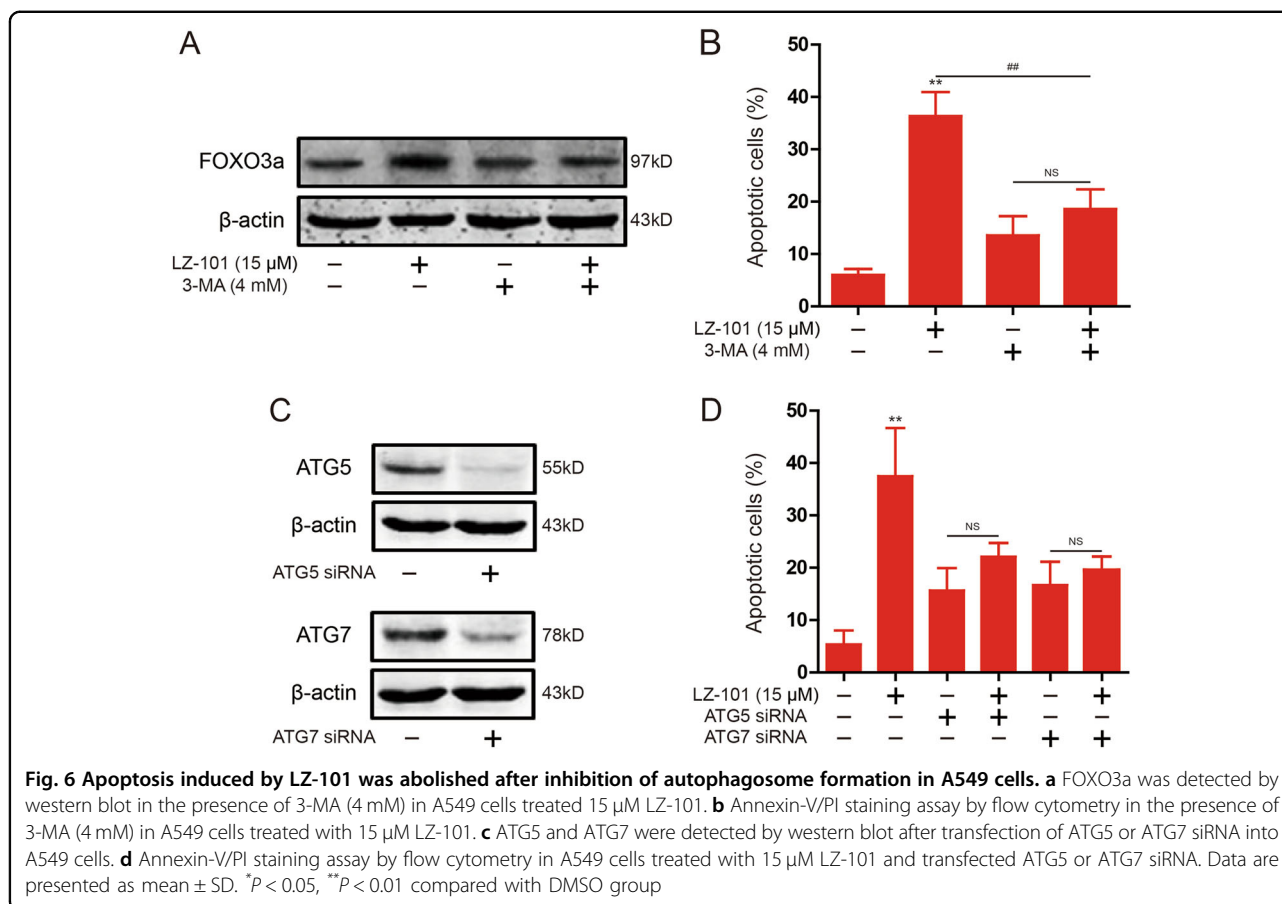 A
FOXO3a
97kD
β-actin
43kD
LZ-101 (15 μM) − + − +
3-MA (4 mM) − − + +
B
Apoptotic cells (%)
50
40
30
20
10
0
**
##
NS
LZ-101 (15 μM) − + − +
3-MA (4 mM) − − + +
C
ATG5
55kD
β-actin
43kD
ATG5 siRNA − +
ATG7
78kD
β-actin
43kD
ATG7 siRNA − +
D
Apoptotic cells (%)
50
40
30
20
10
0
**
NS
NS
LZ-101 (15 μM) − + − + − +
ATG5 siRNA − − + + − −
ATG7 siRNA − − − − + +
Fig. 6 Apoptosis induced by LZ-101 was abolished after inhibition of autophagosome formation in A549 cells. a FOXO3a was detected by
western blot in the presence of 3-MA (4 mM) in A549 cells treated 15 μM LZ-101. b Annexin-V/PI staining assay by flow cytometry in the presence of
3-MA (4 mM) in A549 cells treated with 15 μM LZ-101. c ATG5 and ATG7 were detected by western blot after transfection of ATG5 or ATG7 siRNA into
A549 cells. d Annexin-V/PI staining assay by flow cytometry in A549 cells treated with 15 μM LZ-101 and transfected ATG5 or ATG7 siRNA. Data are
presented as mean ± SD. *P < 0.05, **P < 0.01 compared with DMSO group